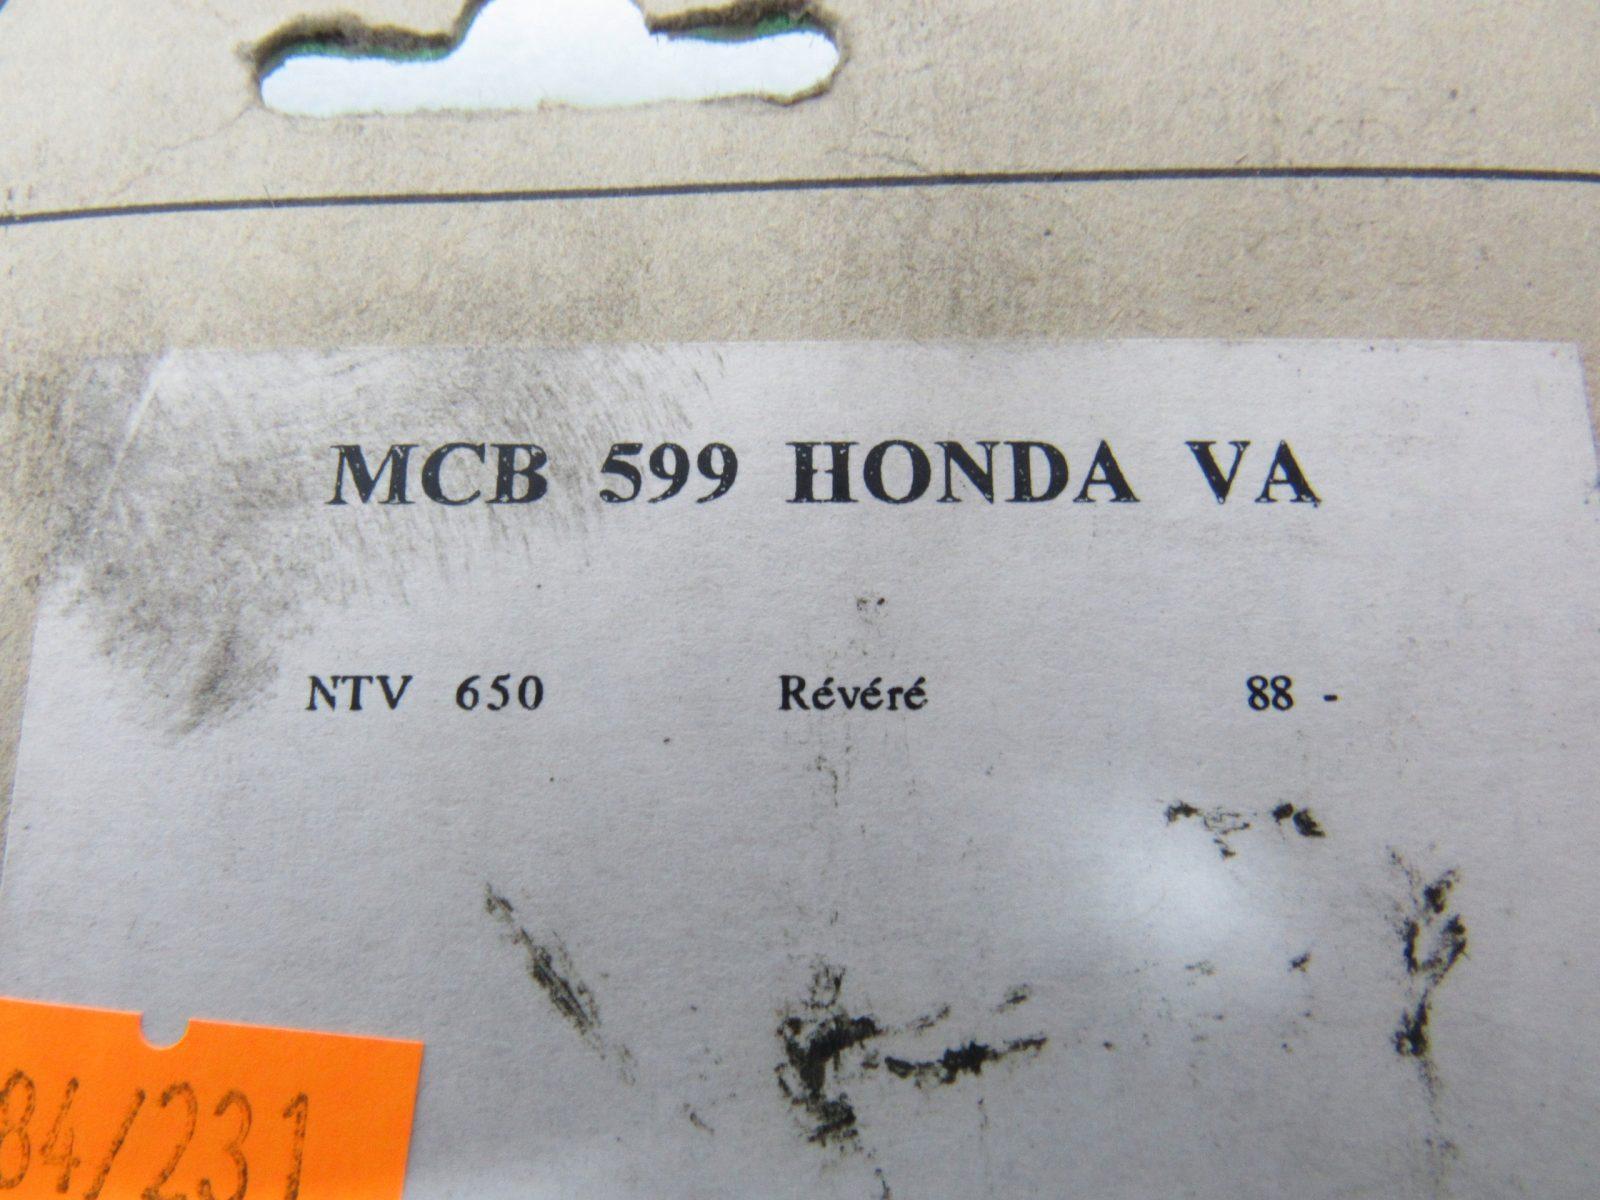 MCB 599 HONDA VA
NTV 650 Révéré 88 -
84/231